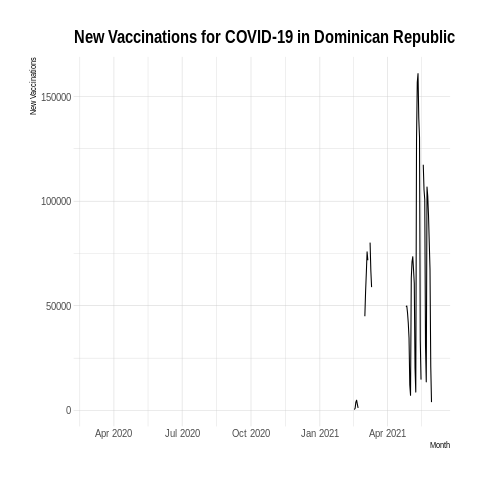 New Vaccinations for COVID-19 in Dominican Republic
New Vaccinations
150000
100000
50000
0
Apr 2020 Jul 2020 Oct 2020 Jan 2021 Apr 2021
Month